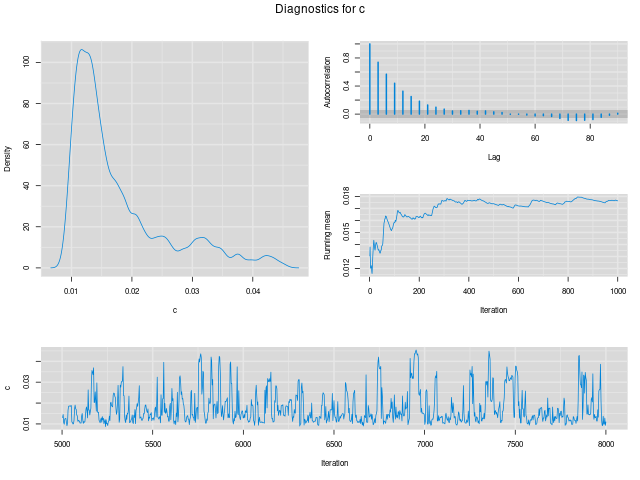 Diagnostics for c
Density
0 20 40 60 80 100
0.01 0.02 0.03 0.04
c
Autocorrelation
0.0 0.4 0.8
0 20 40 60 80
Lag
Running mean
0.012 0.015 0.018
0 200 400 600 800 1000
Iteration
c
0.01 0.03
5000 5500 6000 6500 7000 7500 8000
Iteration